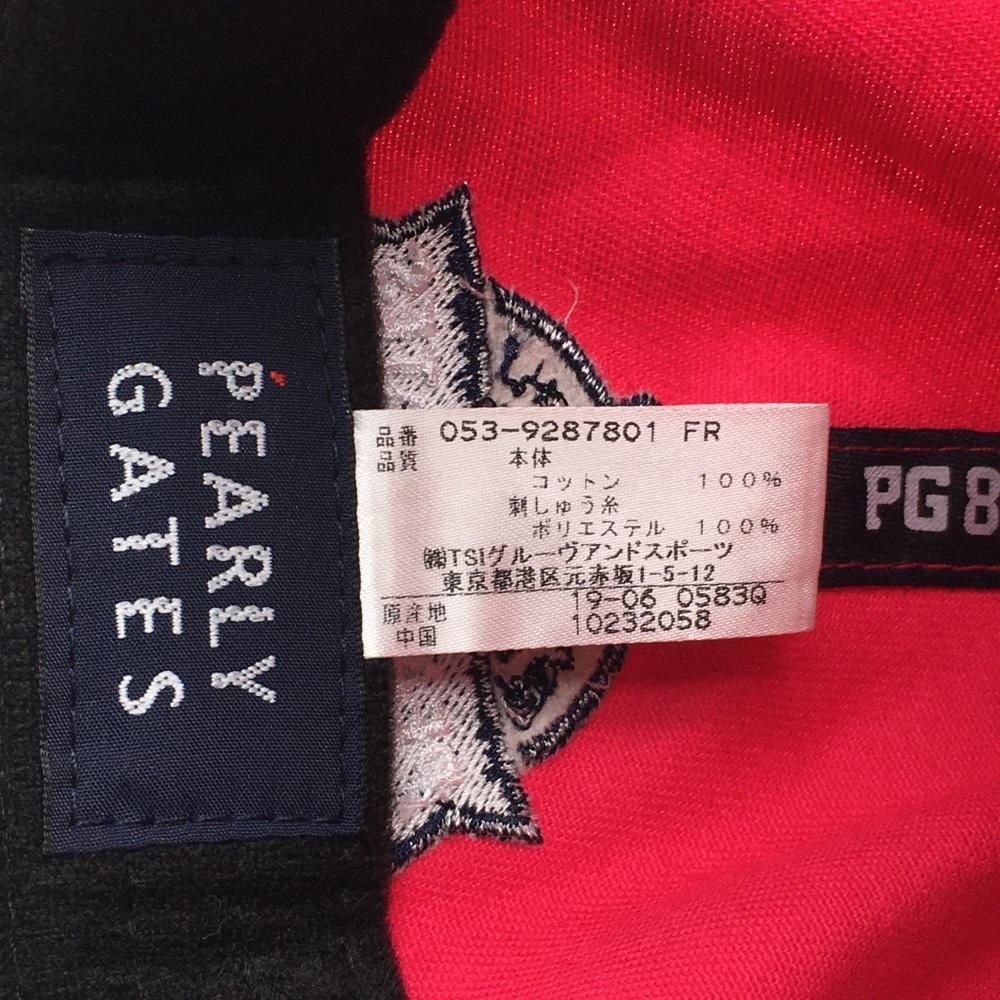 PEARLY
GATES
品番 053-9287801 FR
品質 本体
コットン 100%
刺しゅう糸
ポリエステル 100%
㈱TSIグルーヴアンドスポーツ
東京都港区元赤坂1-5-12
原産地 19-06 0583Q
中国 10232058
PG 8